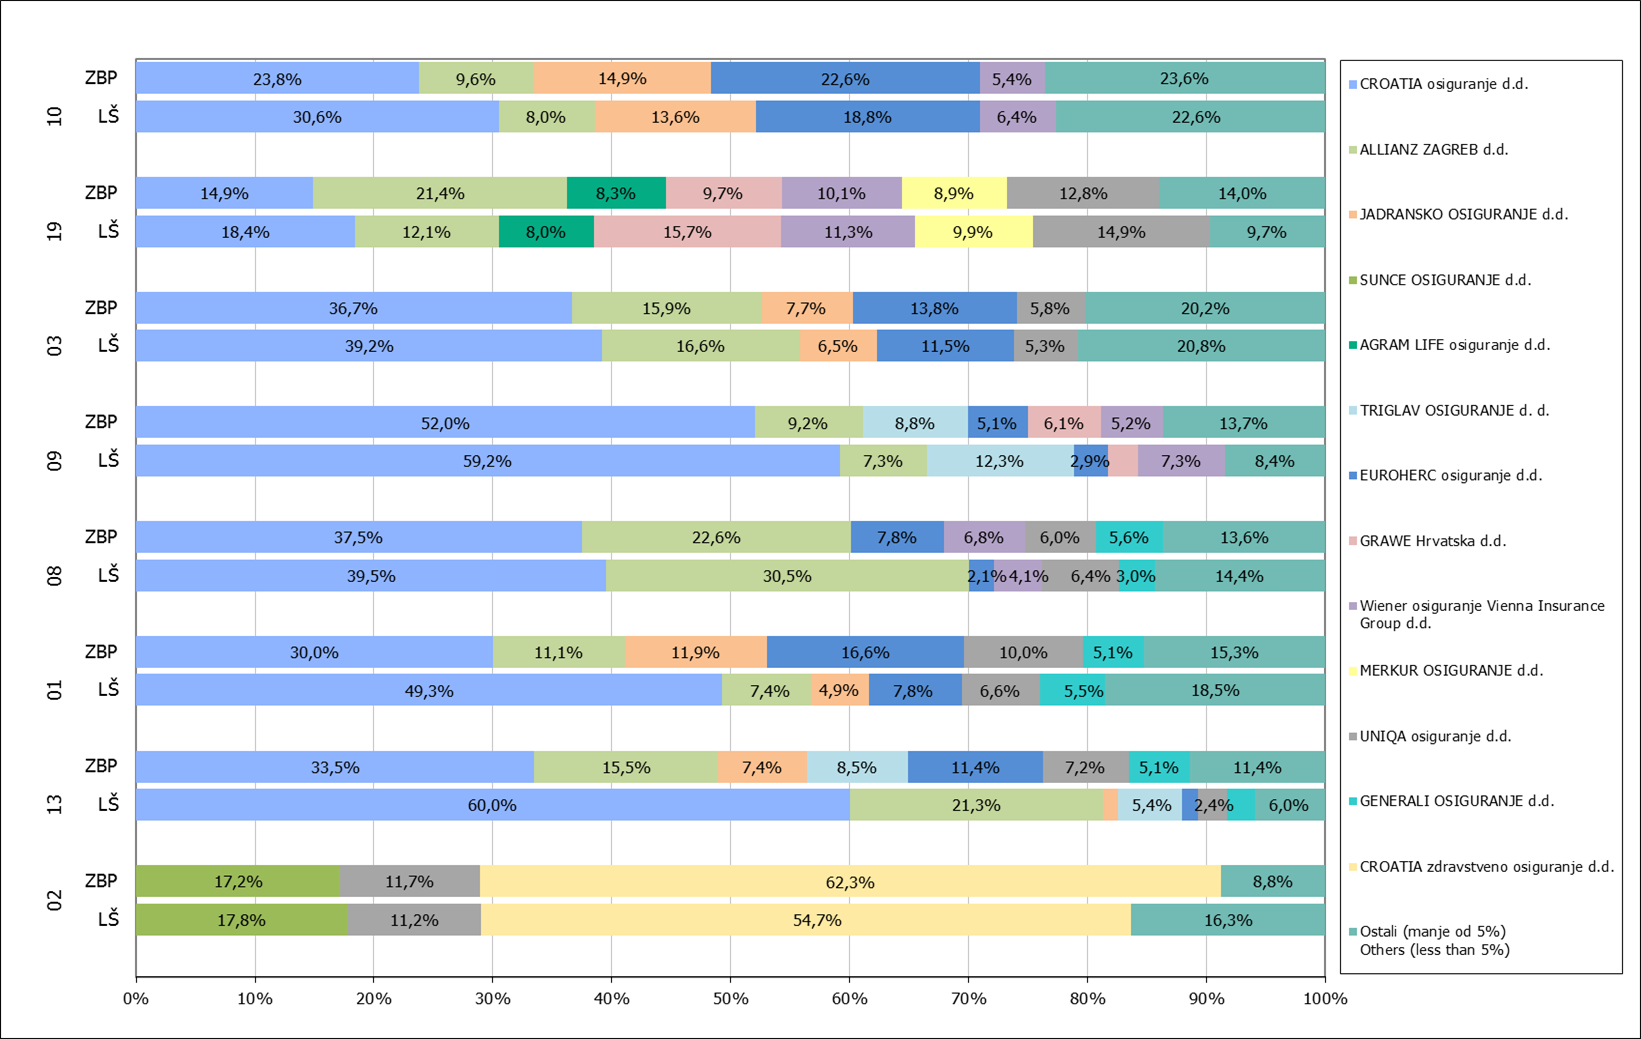 10
ZBP 23,8% 9,6% 14,9% 22,6% 5,4% 23,6%
LŠ 30,6% 8,0% 13,6% 18,8% 6,4% 22,6%
19
ZBP 14,9% 21,4% 8,3% 9,7% 10,1% 8,9% 12,8% 14,0%
LŠ 18,4% 12,1% 8,0% 15,7% 11,3% 9,9% 14,9% 9,7%
03
ZBP 36,7% 15,9% 7,7% 13,8% 5,8% 20,2%
LŠ 39,2% 16,6% 6,5% 11,5% 5,3% 20,8%
09
ZBP 52,0% 9,2% 8,8% 5,1% 6,1% 5,2% 13,7%
LŠ 59,2% 7,3% 12,3% 2,9% 7,3% 8,4%
08
ZBP 37,5% 22,6% 7,8% 6,8% 6,0% 5,6% 13,6%
LŠ 39,5% 30,5% 2,1% 4,1% 6,4% 3,0% 14,4%
01
ZBP 30,0% 11,1% 11,9% 16,6% 10,0% 5,1% 15,3%
LŠ 49,3% 7,4% 4,9% 7,8% 6,6% 5,5% 18,5%
13
ZBP 33,5% 15,5% 7,4% 8,5% 11,4% 7,2% 5,1% 11,4%
LŠ 60,0% 21,3% 5,4% 2,4% 6,0%
02
ZBP 17,2% 11,7% 62,3% 8,8%
LŠ 17,8% 11,2% 54,7% 16,3%
0% 10% 20% 30% 40% 50% 60% 70% 80% 90% 100%
CROATIA osiguranje d.d.
ALLIANZ ZAGREB d.d.
JADRANSKO OSIGURANJE d.d.
SUNCE OSIGURANJE d.d.
AGRAM LIFE osiguranje d.d.
TRIGLAV OSIGURANJE d. d.
EUROHERC osiguranje d.d.
GRAWE Hrvatska d.d.
Wiener osiguranje Vienna Insurance
Group d.d.
MERKUR OSIGURANJE d.d.
UNIQA osiguranje d.d.
GENERALI OSIGURANJE d.d.
CROATIA zdravstveno osiguranje d.d.
Ostali (manje od 5%)
Others (less than 5%)